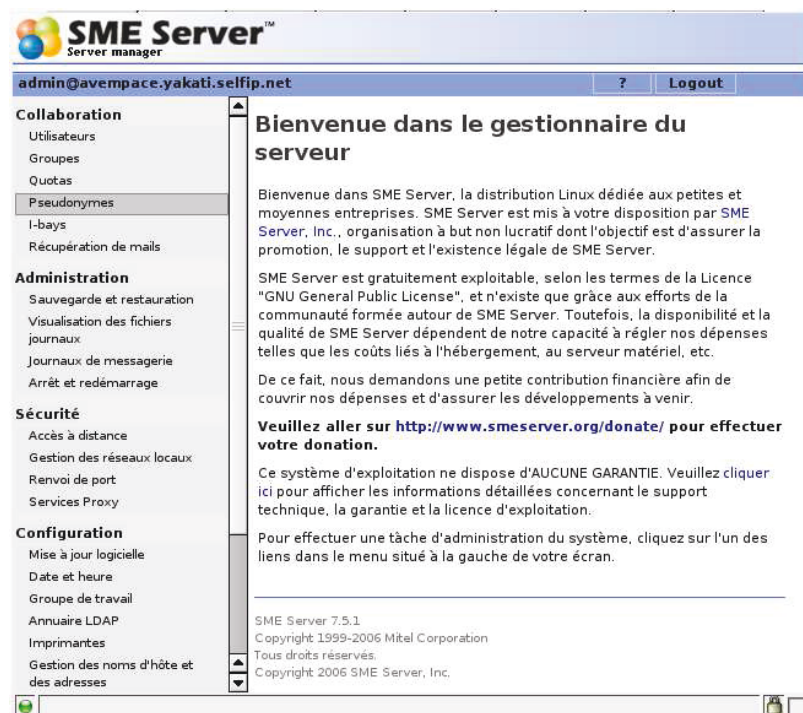 SME Server™
Server manager
admin@avempace.yakati.selfip.net
? Logout
Collaboration
Utilisateurs
Groupes
Quotas
Pseudonymes
I-bays
Récupération de mails
Administration
Sauvegarde et restauration
Visualisation des fichiers
journaux
Journaux de messagerie
Arrêt et redémarrage
Sécurité
Accès à distance
Gestion des réseaux locaux
Renvoi de port
Services Proxy
Configuration
Mise à jour logicielle
Date et heure
Groupe de travail
Annuaire LDAP
Imprimantes
Gestion des noms d'hôte et
des adresses
Bienvenue dans le gestionnaire du
serveur
Bienvenue dans SME Server, la distribution Linux dédiée aux petites et
moyennes entreprises. SME Server est mis à votre disposition par SME
Server, Inc., organisation à but non lucratif dont l'objectif est d'assurer la
promotion, le support et l'existence légale de SME Server.
SME Server est gratuitement exploitable, selon les termes de la Licence
"GNU General Public License", et n'existe que grâce aux efforts de la
communauté formée autour de SME Server. Toutefois, la disponibilité et la
qualité de SME Server dépendent de notre capacité à régler nos dépenses
telles que les coûts liés à l'hébergement, au serveur matériel, etc.
De ce fait, nous demandons une petite contribution financière afin de
couvrir nos dépenses et d'assurer les développements à venir.
Veuillez aller sur http://www.smeserver.org/donate/ pour effectuer
votre donation.
Ce système d'exploitation ne dispose d'AUCUNE GARANTIE. Veuillez cliquer
ici pour afficher les informations détaillées concernant le support
technique, la garantie et la licence d'exploitation.
Pour effectuer une tâche d'administration du système, cliquez sur l'un des
liens dans le menu situé à la gauche de votre écran.
SME Server 7.5.1
Copyright 1999-2006 Mitel Corporation
Tous droits réservés.
Copyright 2006 SME Server, Inc.